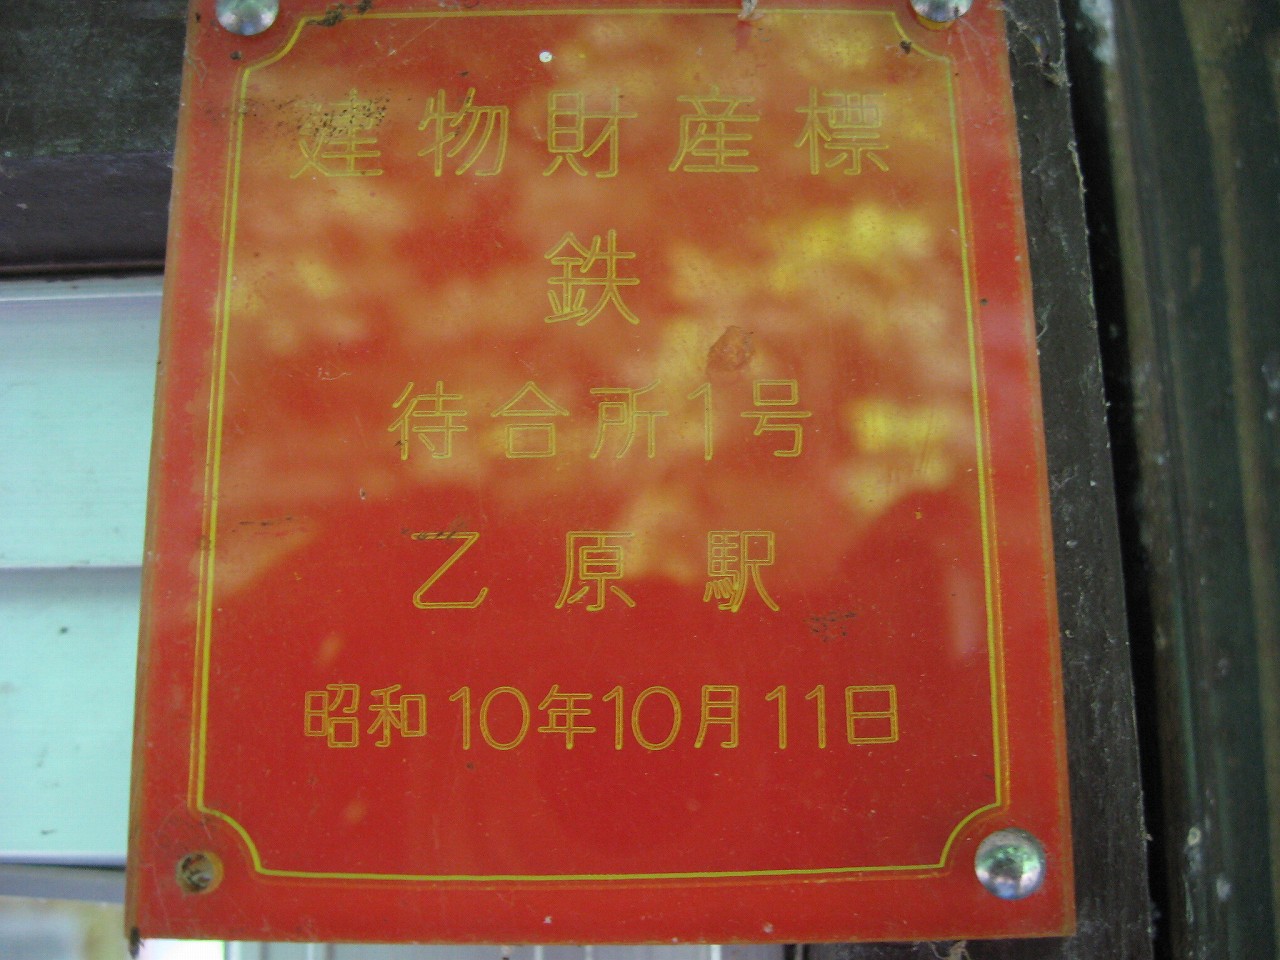 建物財産標
鉄
待合所1号
乙原駅
昭和10年10月11日